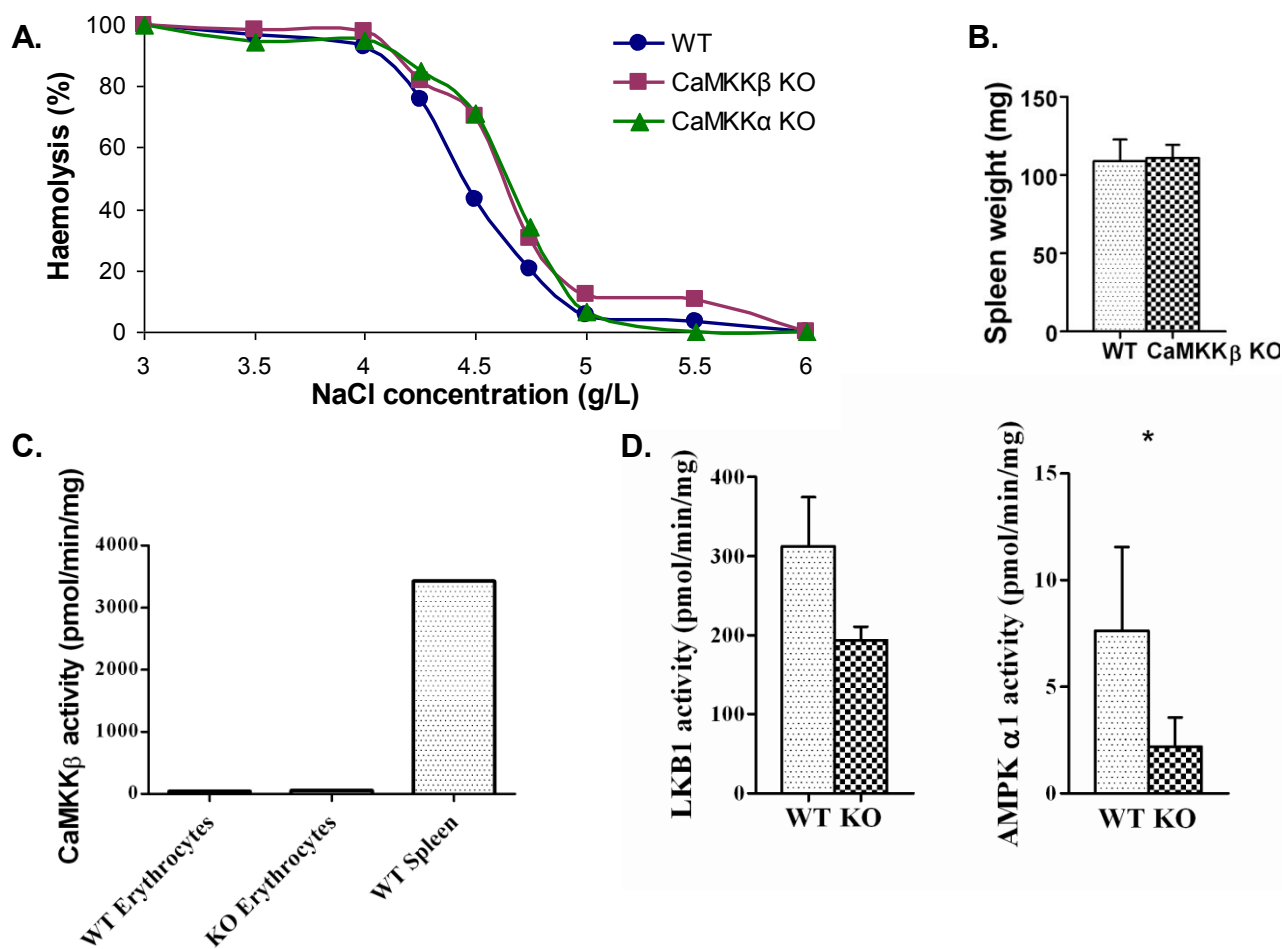 A.
Haemolysis (%)
100
80
60
40
20
0
3
3.5
4
4.5
5
5.5
6
NaCl concentration (g/L)
WT
CaMKKβ KO
CaMKKα KO
B.
Spleen weight (mg)
150
100
50
0
WT CaMKKβ KO
C.
CaMKKβ activity (pmol/min/mg)
4000
3000
2000
1000
0
WT Erythrocytes
KO Erythrocytes
WT Spleen
D.
LKB1 activity (pmol/min/mg)
400
300
200
100
0
WT KO
*
AMPK α1 activity (pmol/min/mg)
15
10
5
0
WT KO